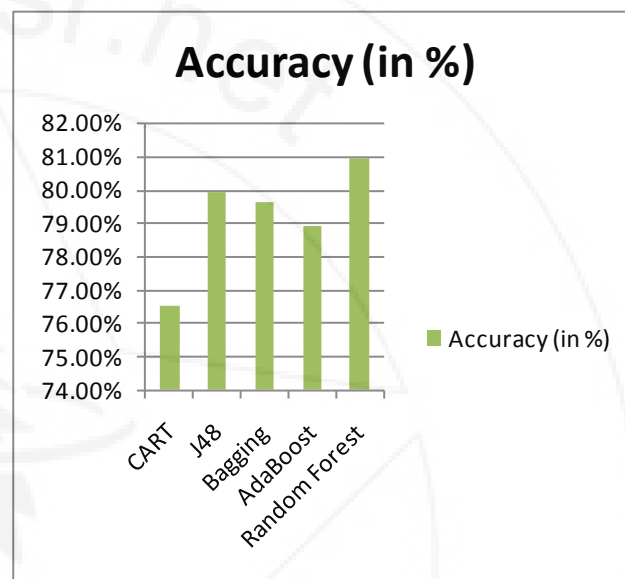 Accuracy (in %)
82.00%
81.00%
80.00%
79.00%
78.00%
77.00%
76.00%
75.00%
74.00%
Accuracy (in %)
CART
J48
Bagging
AdaBoost
Random Forest